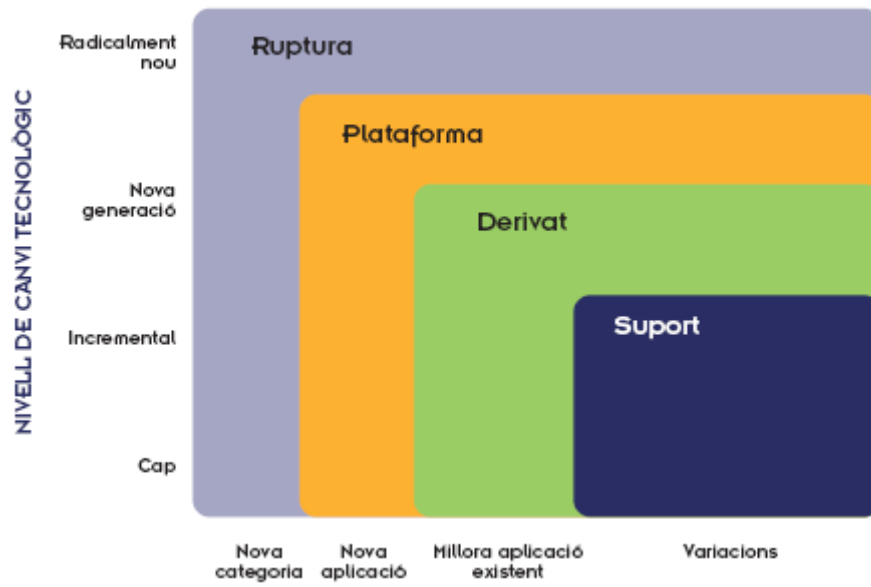 Radicalment
nou
Ruptura
Plataforma
Nova
generació
Derivat
Incremental
Suport
Cap
NIVELL DE CANVI TECNOLÒGIC
Nova
categoria
Nova
aplicació
Millora aplicació
existent
Variacions